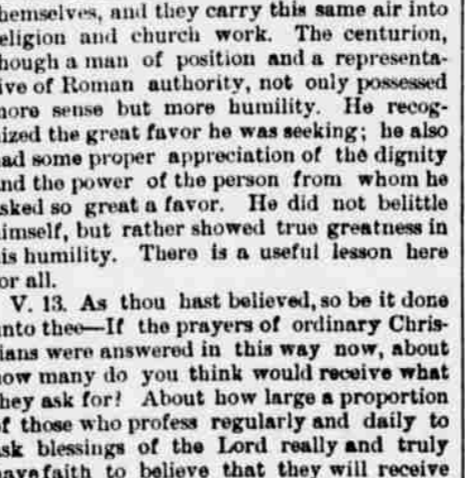 hemselves, and they carry this same air into
eligion and church work. The centurion,
hough a man of position and a representa-
ive of Roman authority, not only possessed
nore sense but more humility. He recog-
ized the great favor he was seeking; he also
ad some proper appreciation of the dignity
nd the power of the person from whom he
sked so great a favor. He did not belittle
imself, but rather showed true greatness in
is humility. There is a useful lesson here
or all.
V. 13. As thou hast believed, so be it done
nto thee—If the prayers of ordinary Chris-
ians were answered in this way now, about
ow many do you think would receive what
hey ask for? About how large a proportion
f those who profess regularly and daily to
sk blessings of the Lord really and truly
ave faith to believe that they will receive